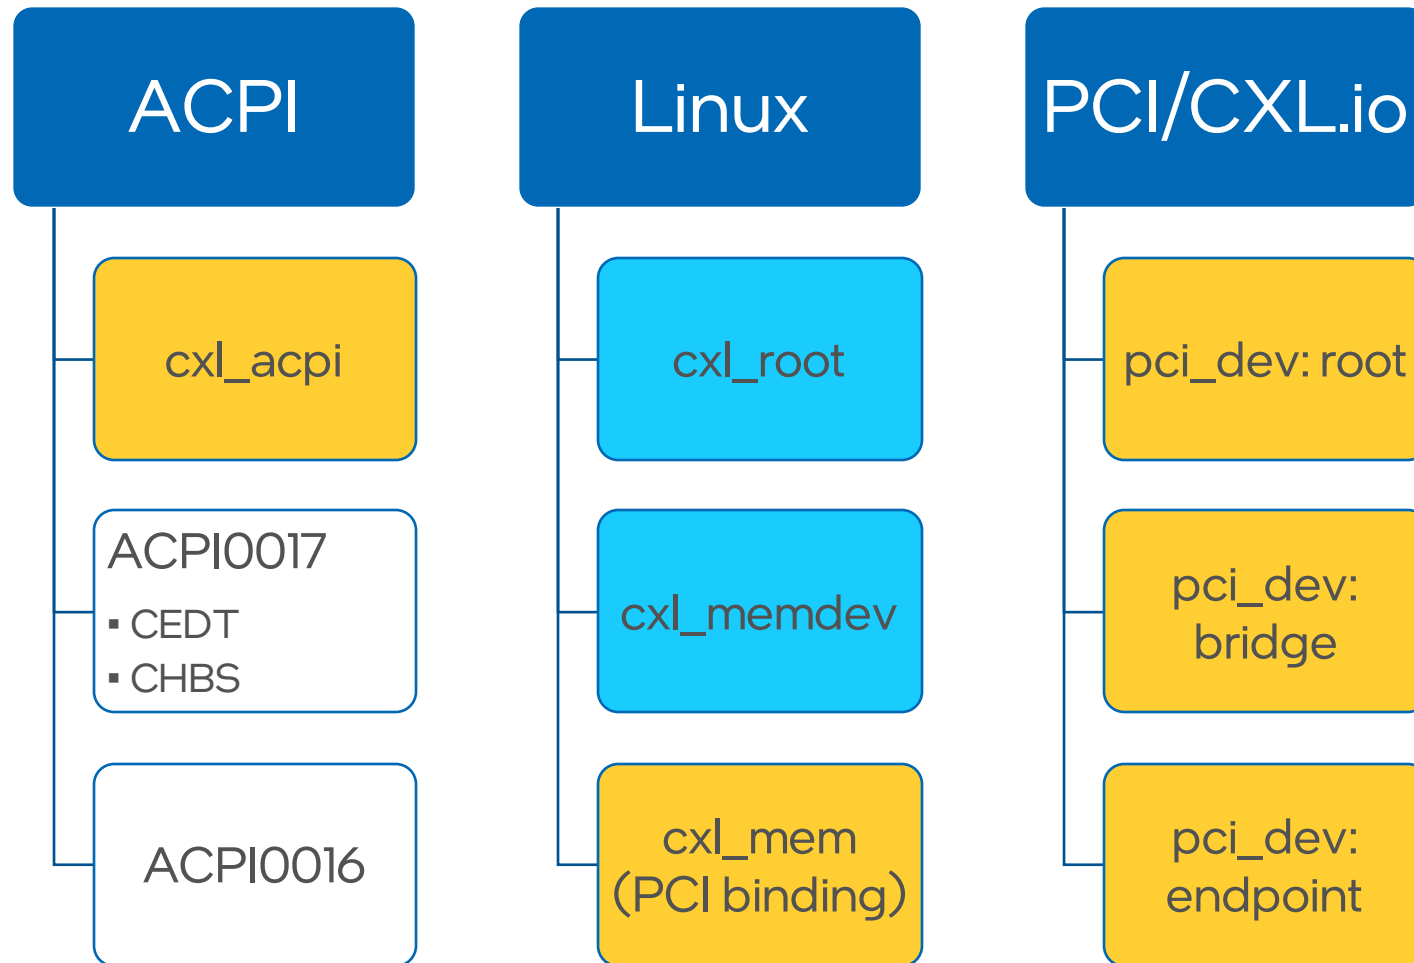 ACPI
cxl_acpi
ACPI0017
▪ CEDT
▪ CHBS
ACPI0016
Linux
cxl_root
cxl_memdev
cxl_mem
(PCI binding)
PCI/CXL.io
pci_dev: root
pci_dev:
bridge
pci_dev:
endpoint